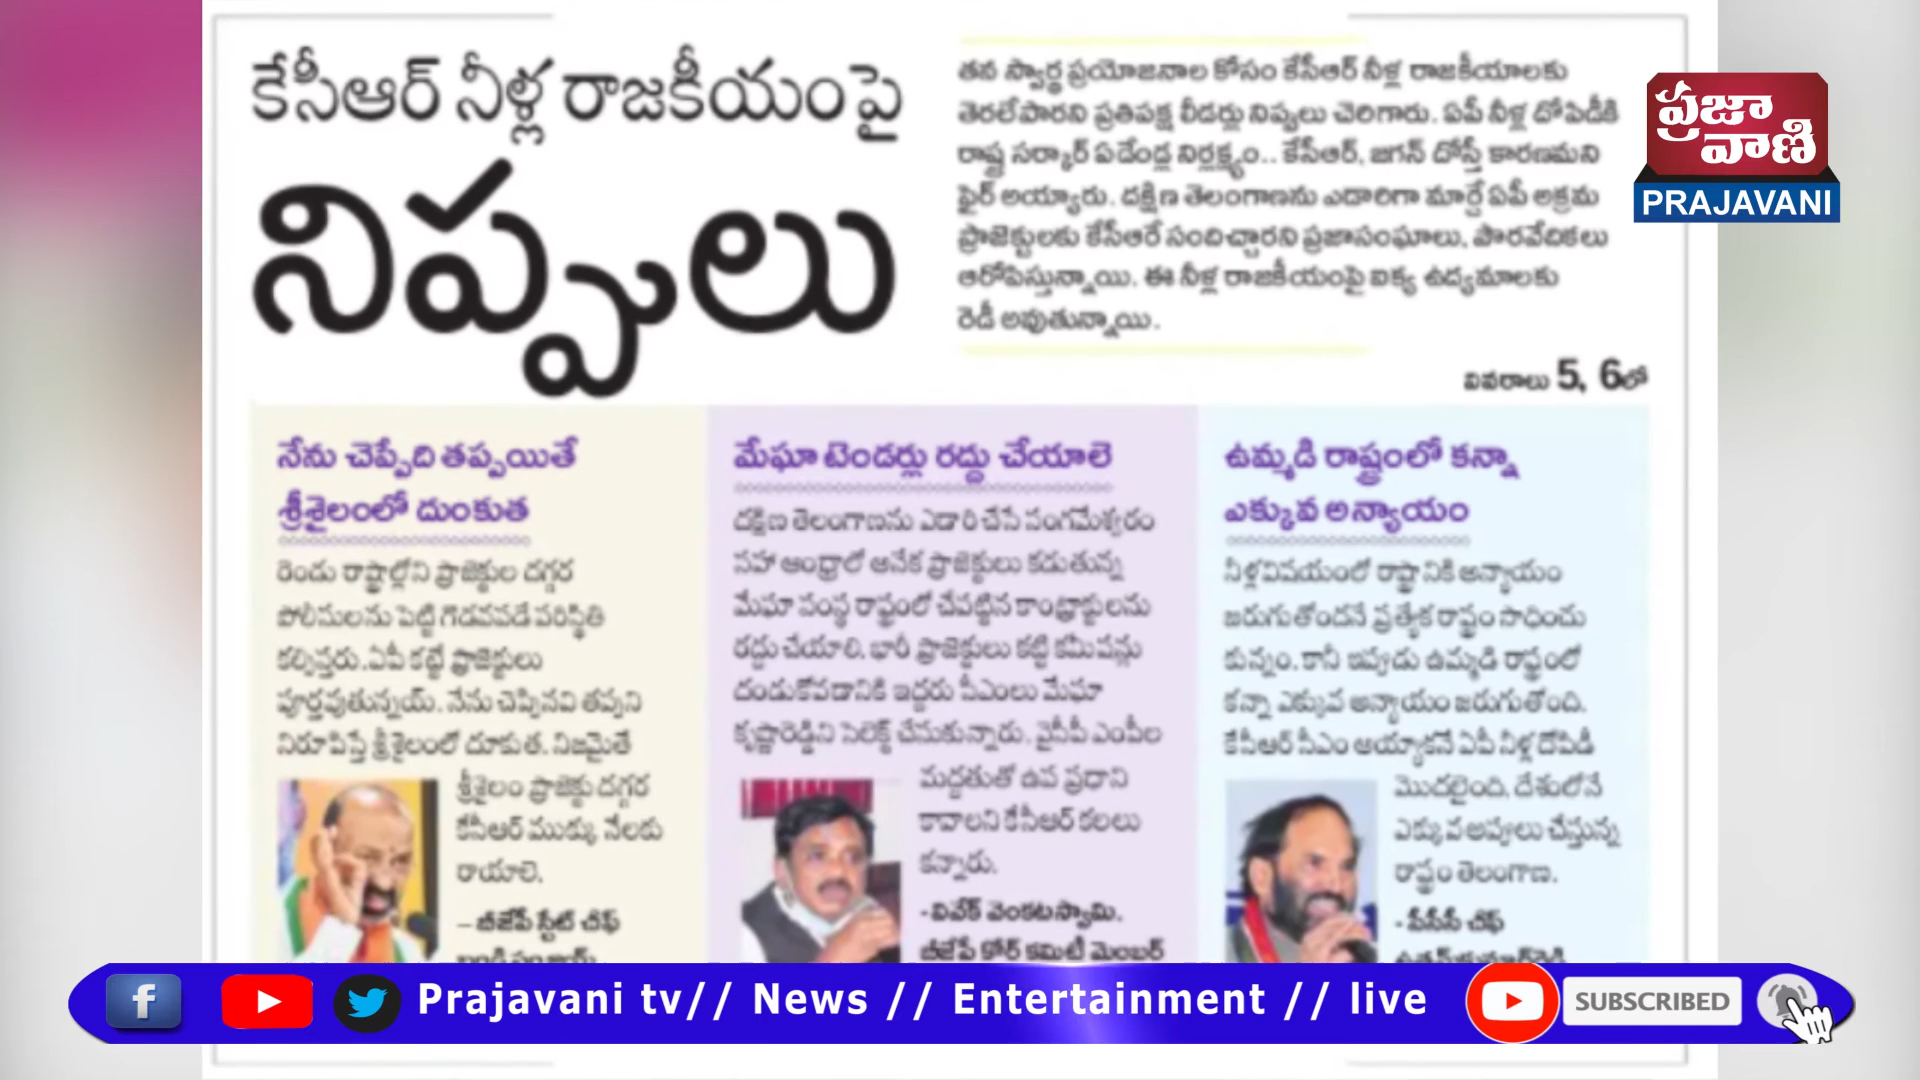 కేసీఆర్ నీళ్ల రాజకీయంపై
నిప్పులు
తన స్వార్థ ప్రయోజనాల కోసం కేసీఆర్ నీళ్ల రాజకీయాలకు
తెరలేపారని ప్రతిపక్ష లీడర్లు నిప్పులు చెరిగారు. ఏపీ నీళ్ల దోపిడీకి
రాష్ట్ర సర్కార్ ఏడేండ్ల నిర్లక్ష్యం.. కేసీఆర్, జగన్ దోస్తే కారణమని
ఫైర్ అయ్యారు. దక్షిణ తెలంగాణను ఎడారిగా మార్చే ఏపీ అక్రమ
ప్రాజెక్టులకు కేసీఆరే సందిచ్చారని ప్రజాసంఘాలు, పౌరవేదికలు
ఆరోపిస్తున్నాయి. ఈ నీళ్ల రాజకీయంపై ఐక్య ఉద్యమాలకు
రెడీ అవుతున్నాయి.
వివరాలు 5, 6లో
ప్రజా
వాణి
PRAJAVANI
నేను చెప్పేది తప్పయితే
శ్రీశైలంలో దుంకుత
రెండు రాష్ట్రాల్లోని ప్రాజెక్టుల దగ్గర
పోలీసులను పెట్టి గొడవపడే పరిస్థితి
కల్పిస్తరు. ఏపీ కట్టే ప్రాజెక్టులు
పూర్తవుతున్నయ్. నేను చెప్పినవి తప్పని
నిరూపిస్తే శ్రీశైలంలో దూకుత. నిజమైతే
శ్రీశైలం ప్రాజెక్టు దగ్గర
కేసీఆర్ ముక్కు నేలకు
రాయాలె.
– బీజేపీ స్టేట్ చీఫ్
బండి సంజయ్
మేఘా టెండర్లు రద్దు చేయాలె
దక్షిణ తెలంగాణను ఎడారి చేసే సంగమేశ్వరం
సహా ఆంధ్రాలో అనేక ప్రాజెక్టులు కడుతున్న
మేఘా సంస్థ రాష్ట్రంలో చేపట్టిన కాంట్రాక్టులను
రద్దు చేయాలి. భారీ ప్రాజెక్టులు కట్టి కమీషన్లు
దండుకోవడానికి ఇద్దరు సీఎంలు మేఘా
కృష్ణారెడ్డిని సెలెక్ట్ చేసుకున్నారు. వైసీపీ ఎంపీల
మద్దతుతో ఉప ప్రధాని
కావాలని కేసీఆర్ కలలు
కన్నారు.
- వివేక్ వెంకటస్వామి.
బీజేపీ కోర్ కమిటీ మెంబర్
ఉమ్మడి రాష్ట్రంలో కన్నా
ఎక్కువ అన్యాయం
నీళ్లవిషయంలో రాష్ట్రానికి అన్యాయం
జరుగుతోందనే ప్రత్యేక రాష్ట్రం సాధించు
కున్నం. కానీ ఇప్పుడు ఉమ్మడి రాష్ట్రంలో
కన్నా ఎక్కువ అన్యాయం జరుగుతోంది.
కేసీఆర్ సీఎం అయ్యాకనే ఏపీ నీళ్ల దోపిడీ
మొదలైంది. దేశంలోనే
ఎక్కువ అప్పులు చేస్తున్న
రాష్ట్రం తెలంగాణ.
- పీసీసీ చీఫ్
ఉత్తమ్‌కుమార్‌రెడ్డి
Prajavani tv// News // Entertainment // live
SUBSCRIBED